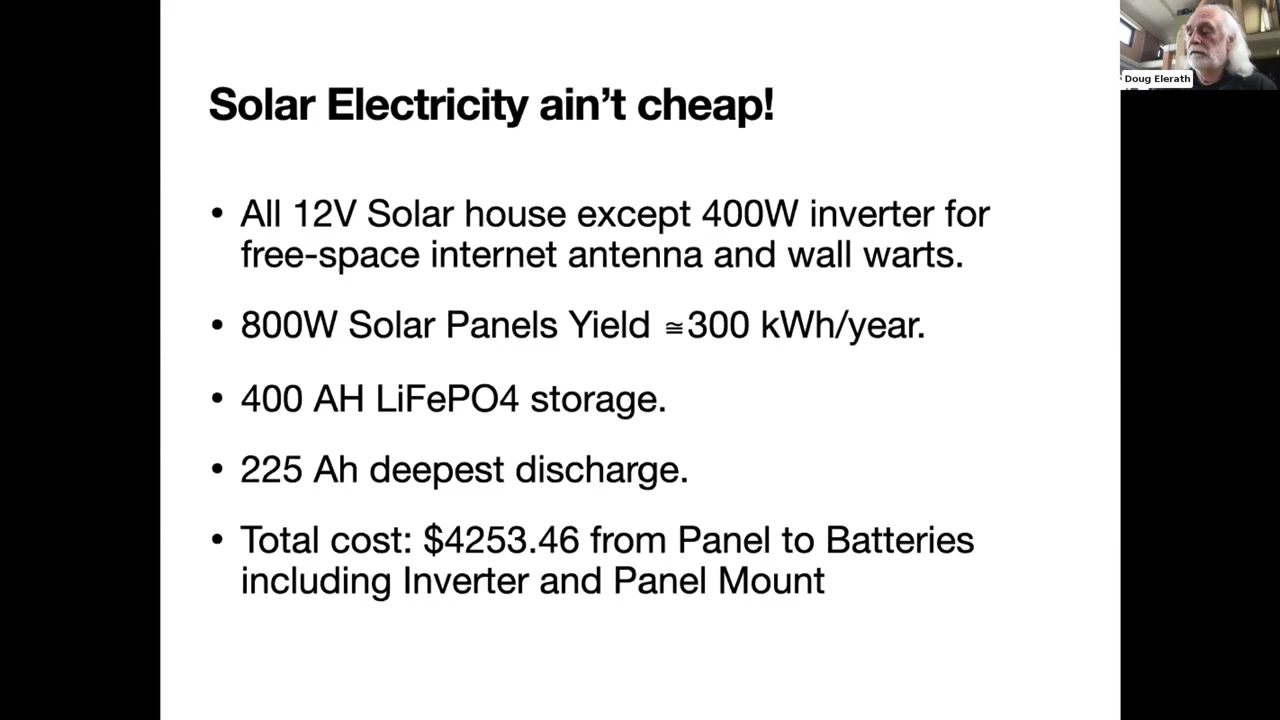 Solar Electricity ain’t cheap!
• All 12V Solar house except 400W inverter for
free-space internet antenna and wall warts.
• 800W Solar Panels Yield ≅300 kWh/year.
• 400 AH LiFePO4 storage.
• 225 Ah deepest discharge.
• Total cost: $4253.46 from Panel to Batteries
including Inverter and Panel Mount
Doug Elerath